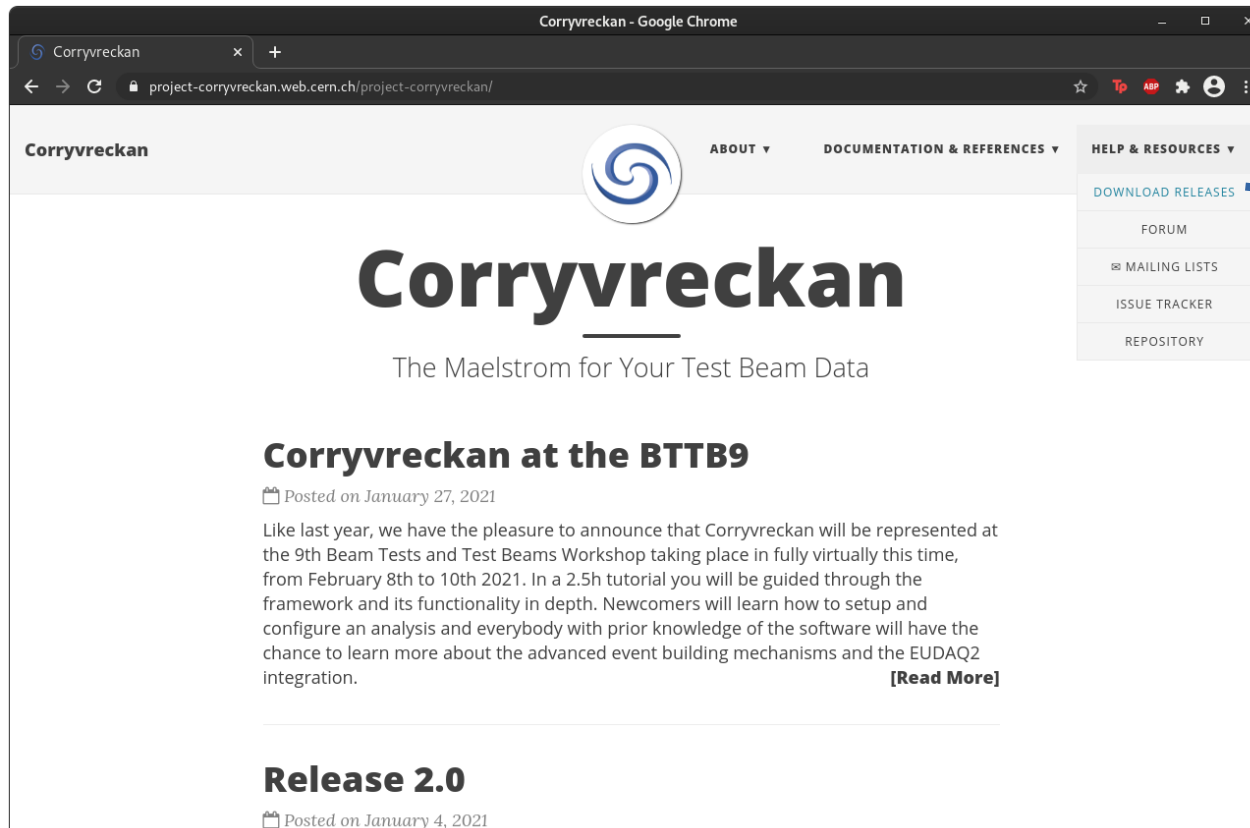 Corryvreckan - Google Chrome
Corryvreckan
project-corryvreckan.web.cern.ch/project-corryvreckan/
Tp
ABP
Corryvreckan
ABOUT ▼
DOCUMENTATION & REFERENCES ▼
HELP & RESOURCES ▼
DOWNLOAD RELEASES
FORUM
✉ MAILING LISTS
ISSUE TRACKER
REPOSITORY
Corryvreckan
The Maelstrom for Your Test Beam Data
Corryvreckan at the BTTB9
Posted on January 27, 2021
Like last year, we have the pleasure to announce that Corryvreckan will be represented at
the 9th Beam Tests and Test Beams Workshop taking place in fully virtually this time,
from February 8th to 10th 2021. In a 2.5h tutorial you will be guided through the
framework and its functionality in depth. Newcomers will learn how to setup and
configure an analysis and everybody with prior knowledge of the software will have the
chance to learn more about the advanced event building mechanisms and the EUDAQ2
integration. [Read More]
Release 2.0
Posted on January 4, 2021